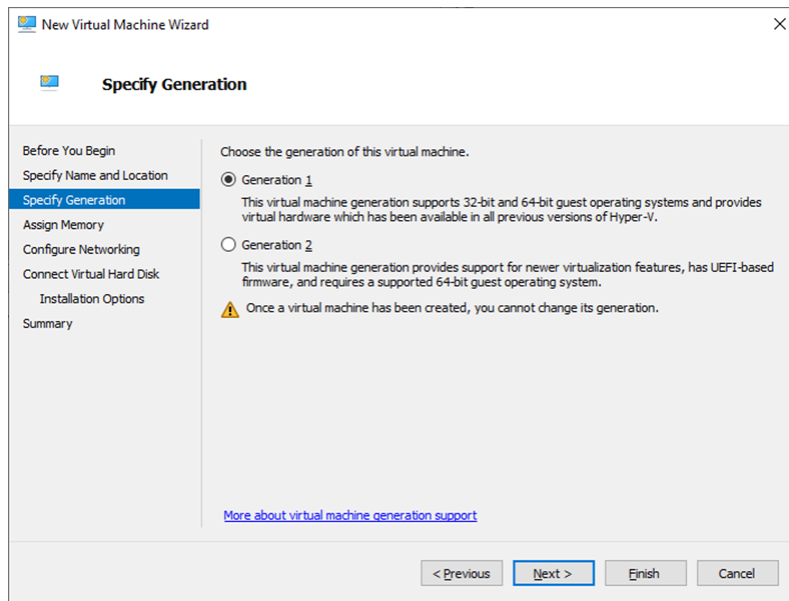 New Virtual Machine Wizard
Specify Generation
Before You Begin
Specify Name and Location
Specify Generation
Assign Memory
Configure Networking
Connect Virtual Hard Disk
Installation Options
Summary
Choose the generation of this virtual machine.
Generation 1
This virtual machine generation supports 32-bit and 64-bit guest operating systems and provides
virtual hardware which has been available in all previous versions of Hyper-V.
Generation 2
This virtual machine generation provides support for newer virtualization features, has UEFI-based
firmware, and requires a supported 64-bit guest operating system.
Once a virtual machine has been created, you cannot change its generation.
More about virtual machine generation support
< Previous
Next >
Finish
Cancel